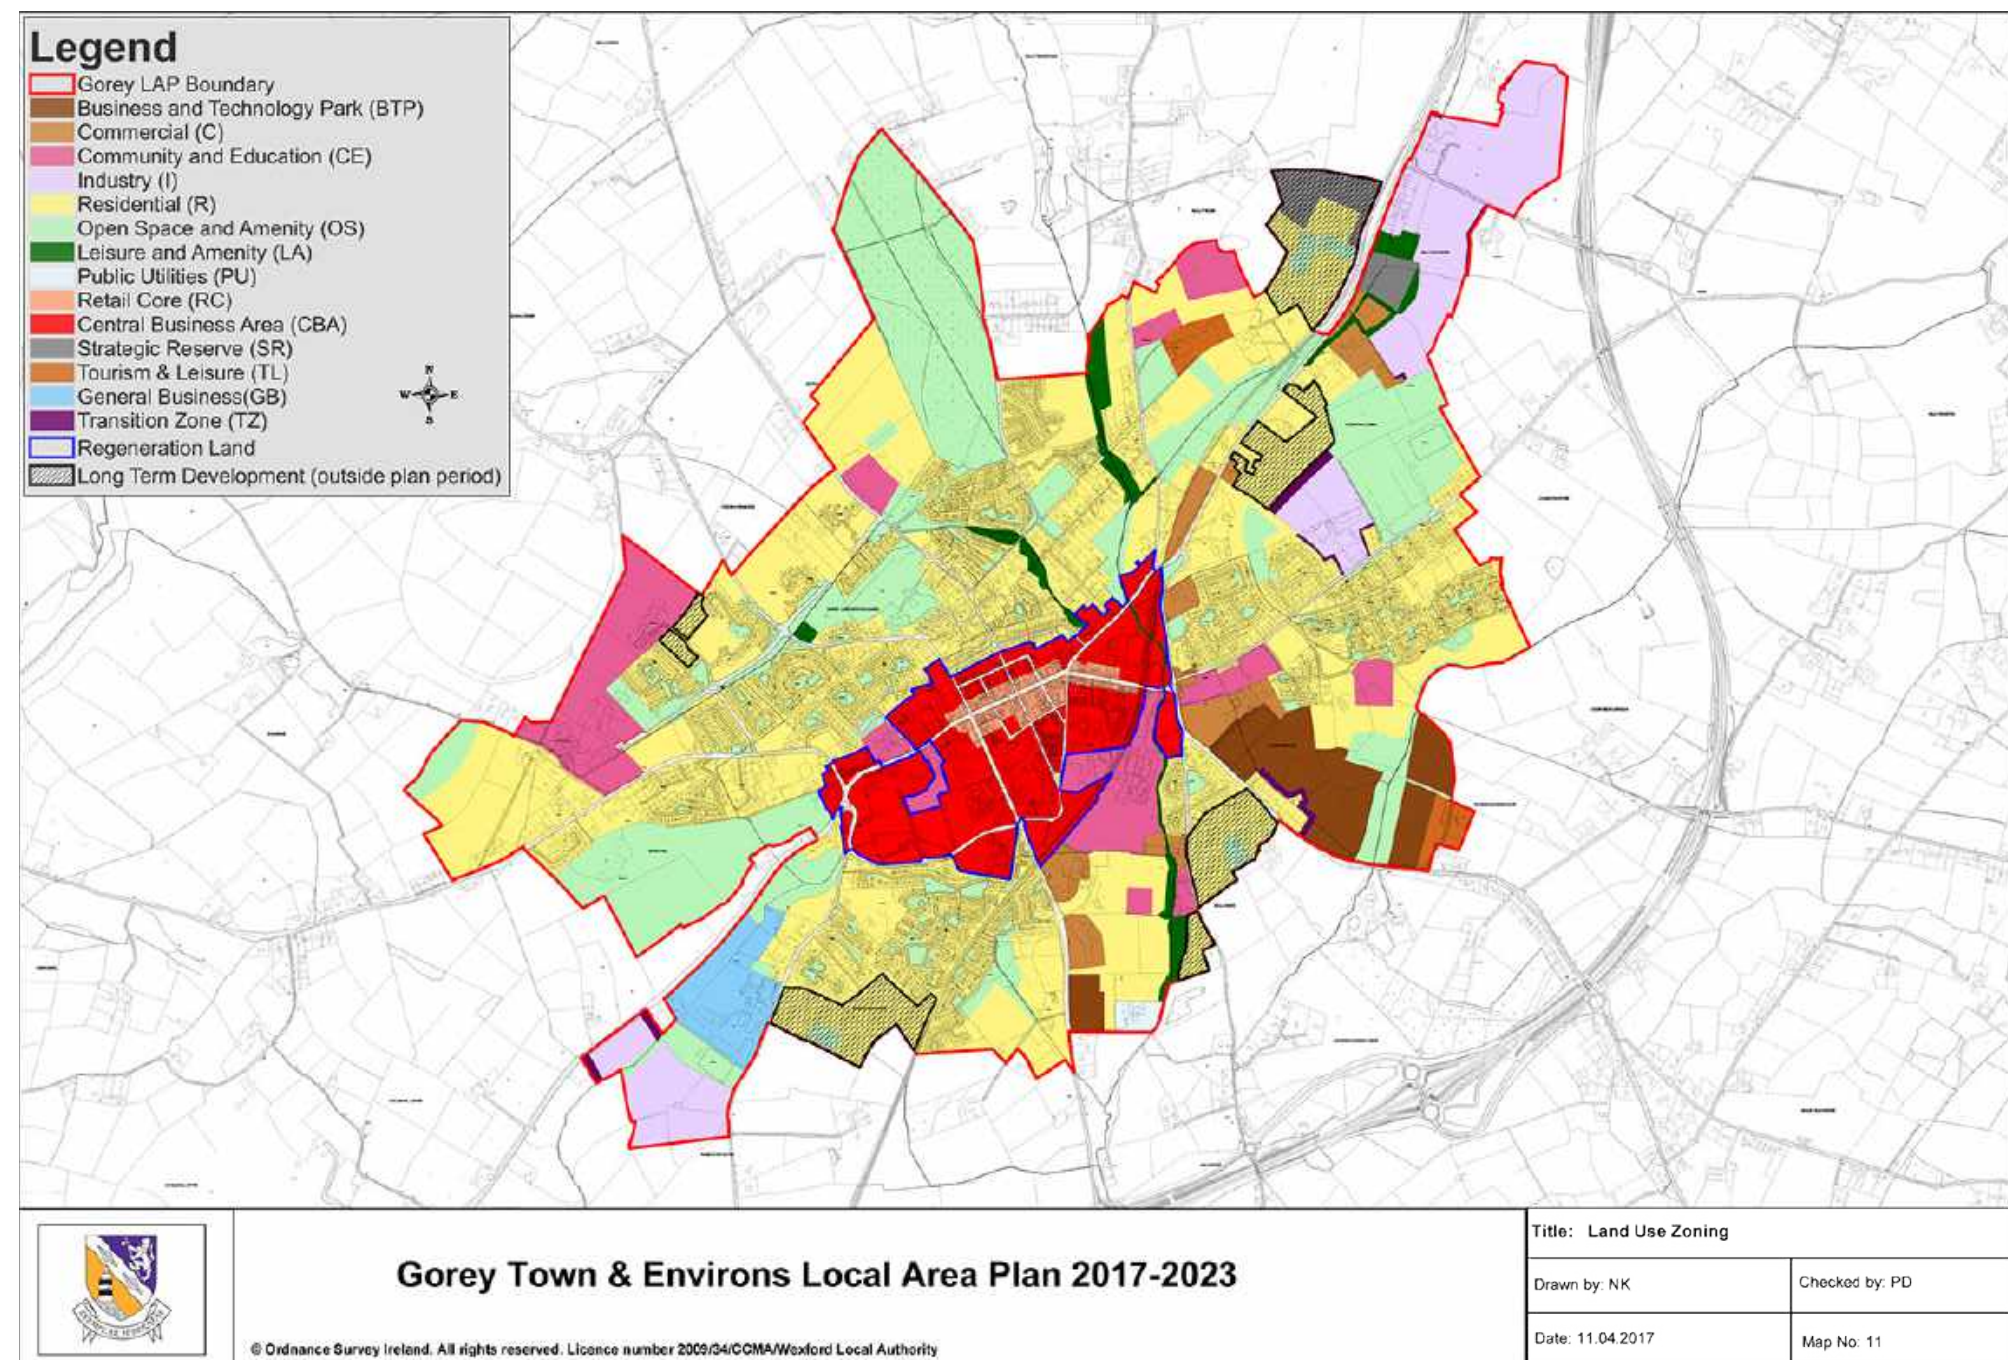 Legend
Gorey LAP Boundary
Business and Technology Park (BTP)
Commercial (C)
Community and Education (CE)
Industry (I)
Residential (R)
Open Space and Amenity (OS)
Leisure and Amenity (LA)
Public Utilities (PU)
Retail Core (RC)
Central Business Area (CBA)
Strategic Reserve (SR)
Tourism & Leisure (TL)
General Business(GB)
Transition Zone (TZ)
Regeneration Land
Long Term Development (outside plan period)
N
W E
S
Gorey Town & Environs Local Area Plan 2017-2023
© Ordnance Survey Ireland. All rights reserved. Licence number 2009/34/CCMA/Wexford Local Authority
Title: Land Use Zoning
Drawn by: NK
Checked by: PD
Date: 11.04.2017
Map No: 11